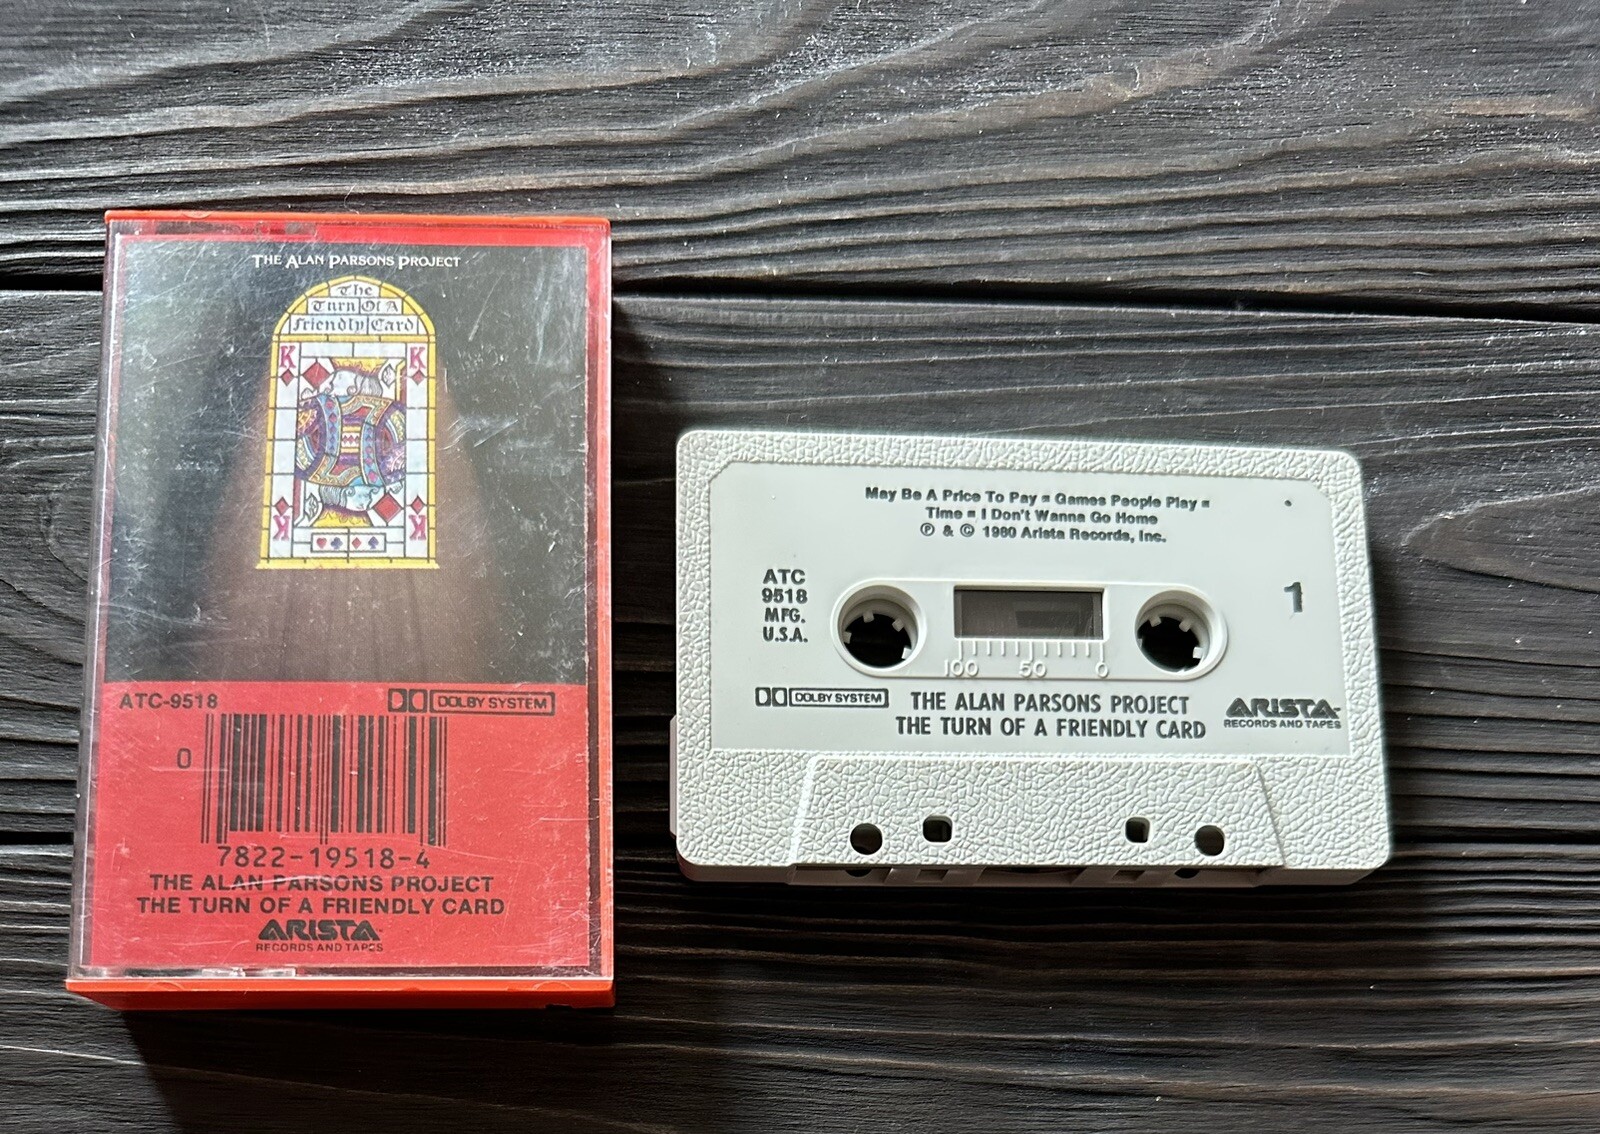 THE ALAN PARSONS PROJECT
The
Turn Of A
Friendly Card
K K
K K
ATC-9518
DOLBY SYSTEM
0
7822-19518-4
THE ALAN PARSONS PROJECT
THE TURN OF A FRIENDLY CARD
ARISTA
RECORDS AND TAPES
May Be A Price To Pay ▪ Games People Play ▪
Time ▪ I Don't Wanna Go Home
℗ & © 1980 Arista Records, Inc.
ATC
9518
MFG.
U.S.A.
1
100 50 0
DOLBY SYSTEM
THE ALAN PARSONS PROJECT
THE TURN OF A FRIENDLY CARD
ARISTA
RECORDS AND TAPES